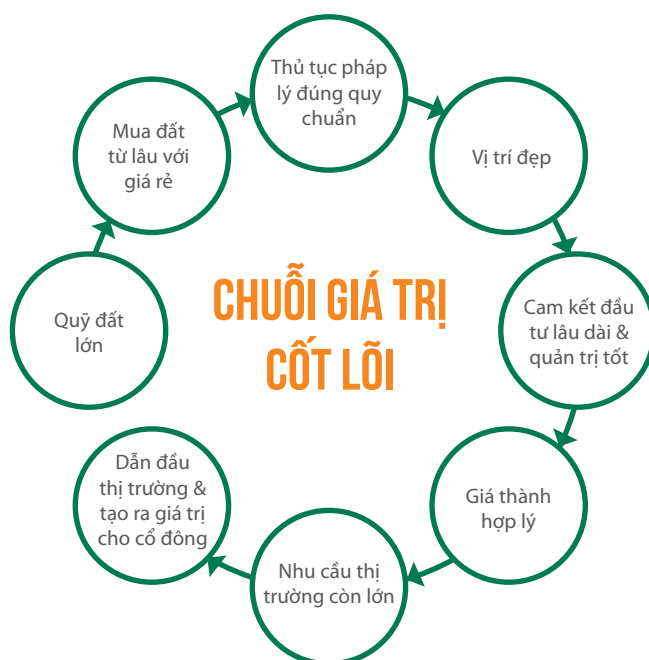 Thủ tục pháp
lý đúng quy
chuẩn
Mua đất
từ lâu với
giá rẻ
Vị trí đẹp
Quỹ đất
lớn
CHUỖI GIÁ TRỊ
CỐT LÕI
Cam kết đầu
tư lâu dài &
quản trị tốt
Dẫn đầu
thị trường &
tạo ra giá trị
cho cổ đông
Giá thành
hợp lý
Nhu cầu thị
trường còn lớn